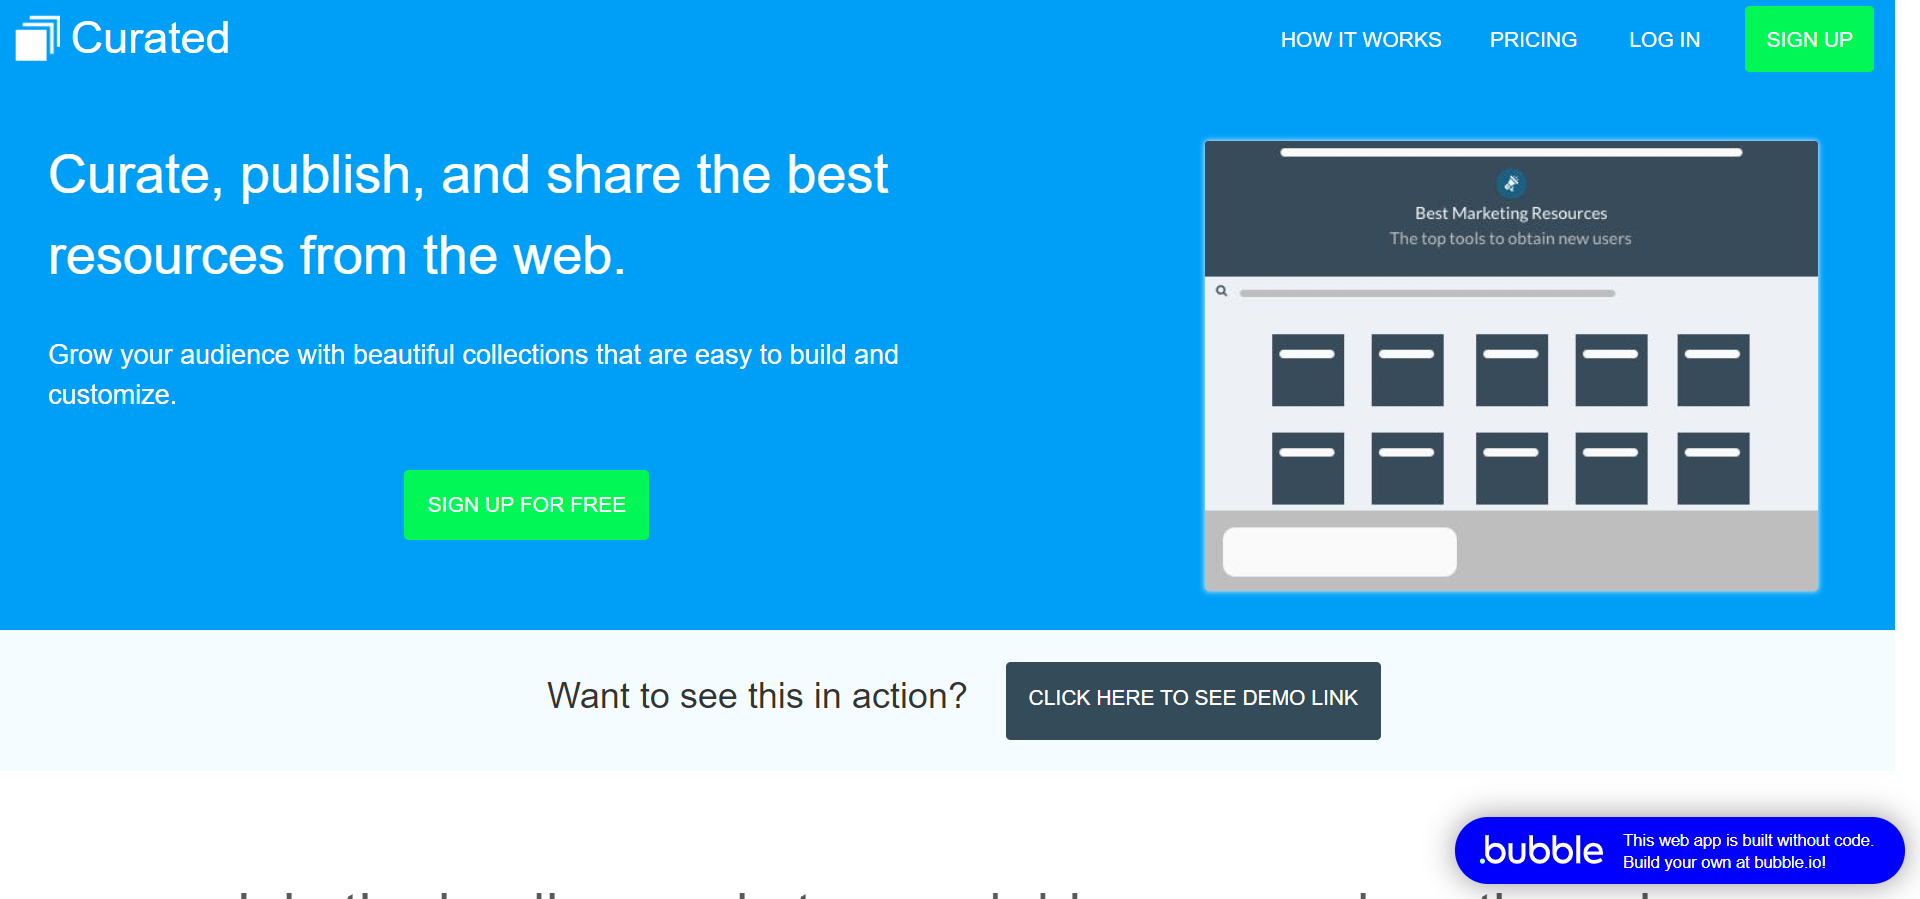 Curated
HOW IT WORKS
PRICING
LOG IN
SIGN UP
Curate, publish, and share the best
resources from the web.
Grow your audience with beautiful collections that are easy to build and
customize.
SIGN UP FOR FREE
Best Marketing Resources
The top tools to obtain new users
Want to see this in action?
CLICK HERE TO SEE DEMO LINK
.bubble
This web app is built without code.
Build your own at bubble.io!